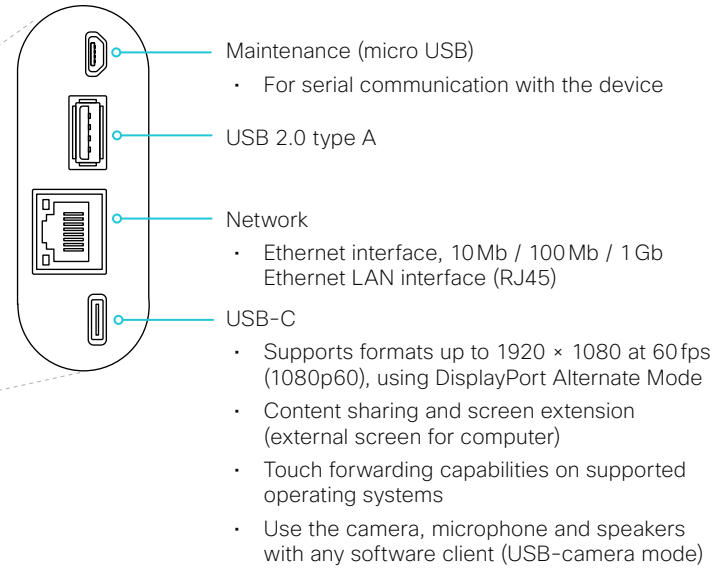 Maintenance (micro USB)
• For serial communication with the device
USB 2.0 type A
Network
• Ethernet interface, 10 Mb / 100 Mb / 1 Gb
Ethernet LAN interface (RJ45)
USB-C
• Supports formats up to 1920 × 1080 at 60 fps
(1080p60), using DisplayPort Alternate Mode
• Content sharing and screen extension
(external screen for computer)
• Touch forwarding capabilities on supported
operating systems
• Use the camera, microphone and speakers
with any software client (USB-camera mode)